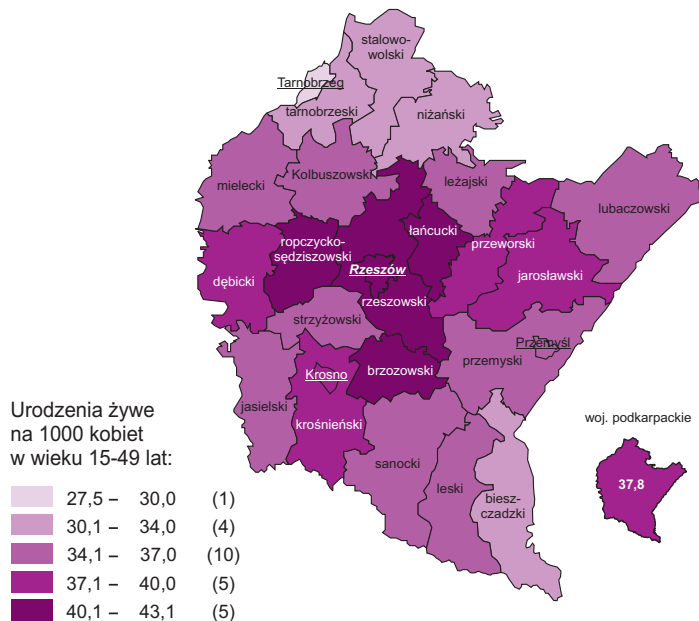 stalowo-
wolski
Tarnobrzeg
tarnobrzeski
niżański
Kolbuszowski
leżajski
mielecki
lubaczowski
ropczycko-
sędziszowski
łańcucki
przeworski
Rzeszów
dębicki
jarosławski
rzeszowski
strzyżowski
Przemyśl
przemyski
Krosno
brzozowski
jasielski
krośnieński
sanocki
leski
biesz-
czadzki
woj. podkarpackie
37,8
Urodzenia żywe
na 1000 kobiet
w wieku 15-49 lat:
27,5 – 30,0 (1)
30,1 – 34,0 (4)
34,1 – 37,0 (10)
37,1 – 40,0 (5)
40,1 – 43,1 (5)